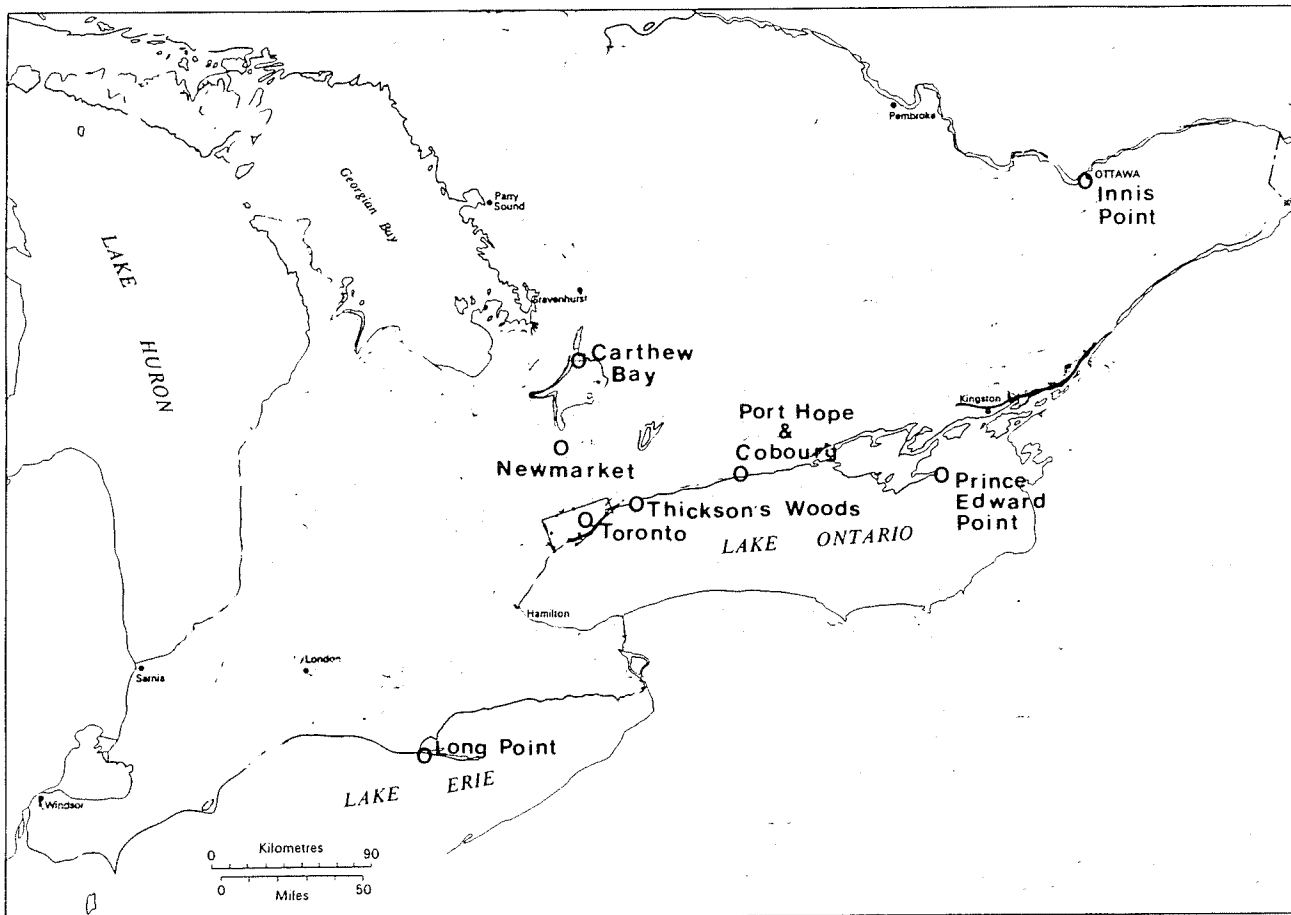 Pembroke
OTTAWA
Innis
Point
Parry
Sound
Georgian Bay
LAKE
HURON
Gravenhurst
Carthew
Bay
Kingston
Port Hope
&
Cobourg
Newmarket
Prince
Edward
Point
Thickson's Woods
Toronto
LAKE ONTARIO
Hamilton
London
Sarnia
Long Point
LAKE ERIE
Windsor
0 Kilometres 90
0 Miles 50